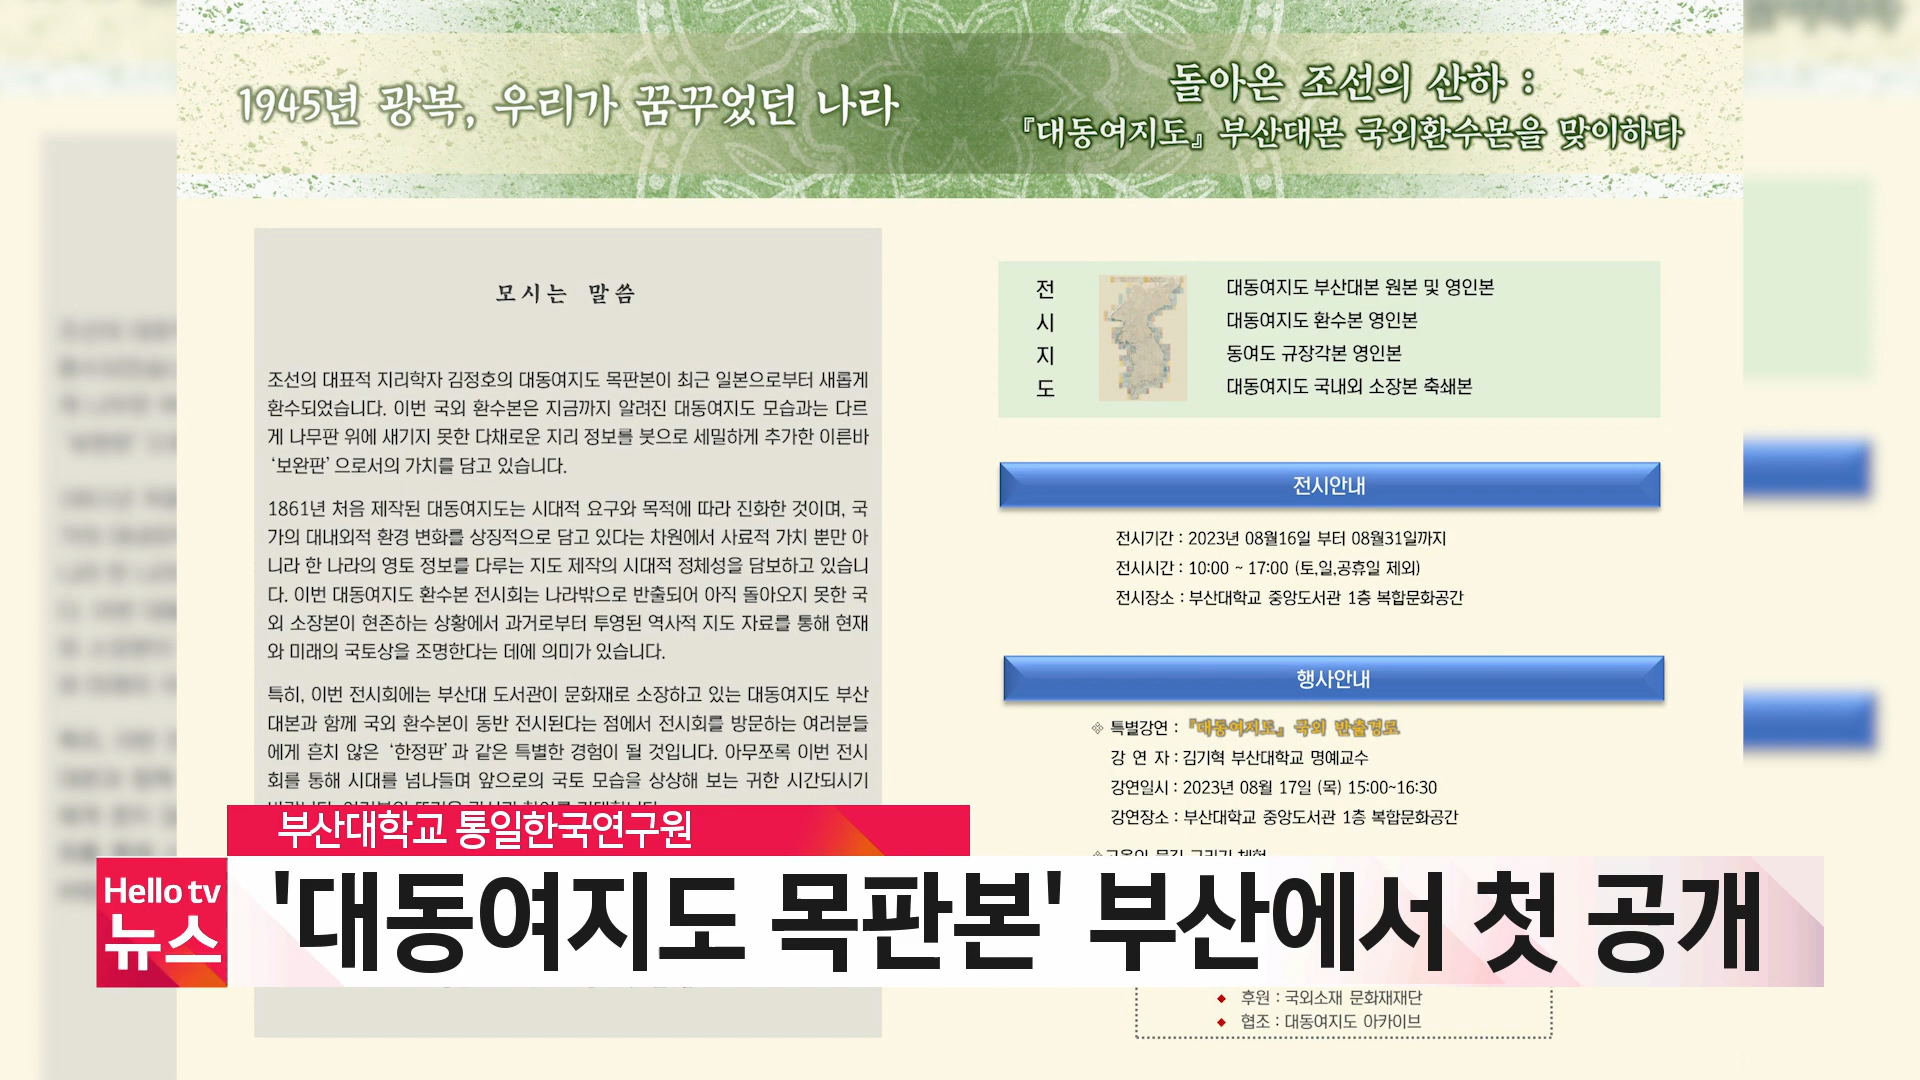 1945년 광복, 우리가 꿈꾸었던 나라
돌아온 조선의 산하 :
『대동여지도』 부산대본 국외환수본을 맞이하다
모시는 말씀
조선의 대표적 지리학자 김정호의 대동여지도 목판본이 최근 일본으로부터 새롭게
환수되었습니다. 이번 국외 환수본은 지금까지 알려진 대동여지도 모습과는 다르
게 나무판 위에 새기지 못한 다채로운 지리 정보를 붓으로 세밀하게 추가한 이른바
‘보완판’ 으로서의 가치를 담고 있습니다.
1861년 처음 제작된 대동여지도는 시대적 요구와 목적에 따라 진화한 것이며, 국
가의 대내외적 환경 변화를 상징적으로 담고 있다는 차원에서 사료적 가치 뿐만 아
니라 한 나라의 영토 정보를 다루는 지도 제작의 시대적 정체성을 담보하고 있습니
다. 이번 대동여지도 환수본 전시회는 나라밖으로 반출되어 아직 돌아오지 못한 국
외 소장본이 현존하는 상황에서 과거로부터 투영된 역사적 지도 자료를 통해 현재
와 미래의 국토상을 조명한다는 데에 의미가 있습니다.
특히, 이번 전시회에는 부산대 도서관이 문화재로 소장하고 있는 대동여지도 부산
대본과 함께 국외 환수본이 동반 전시된다는 점에서 전시회를 방문하는 여러분들
에게 흔치 않은 ‘한정판’ 과 같은 특별한 경험이 될 것입니다. 아무쪼록 이번 전시
회를 통해 시대를 넘나들며 앞으로의 국토 모습을 상상해 보는 귀한 시간되시기
전시지도
대동여지도 부산대본 원본 및 영인본
대동여지도 환수본 영인본
동여도 규장각본 영인본
대동여지도 국내외 소장본 축쇄본
전시안내
전시기간 : 2023년 08월16일 부터 08월31일까지
전시시간 : 10:00 ~ 17:00 (토,일,공휴일 제외)
전시장소 : 부산대학교 중앙도서관 1층 복합문화공간
행사안내
특별강연 : 『대동여지도』 국외 반출경로
강 연 자 : 김기혁 부산대학교 명예교수
강연일시 : 2023년 08월 17일 (목) 15:00~16:30
강연장소 : 부산대학교 중앙도서관 1층 복합문화공간
후원 : 국외소재 문화재재단
협조 : 대동여지도 아카이브
부산대학교 통일한국연구원
Hello tv
뉴스
'대동여지도 목판본' 부산에서 첫 공개